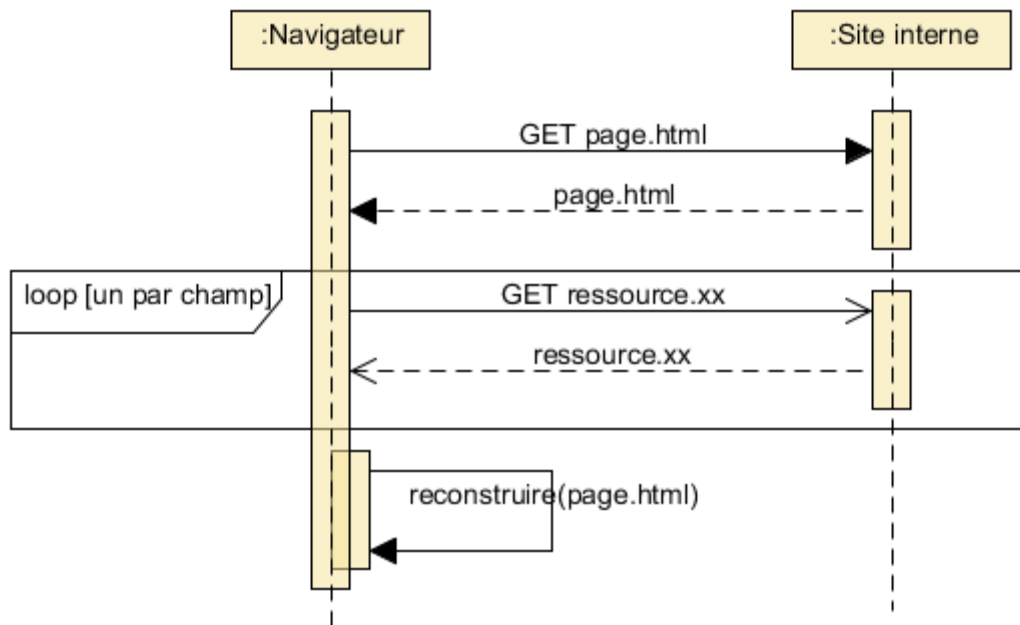 :Navigateur
:Site interne
GET page.html
page.html
loop [un par champ]
GET ressource.xx
ressource.xx
reconstruire(page.html)